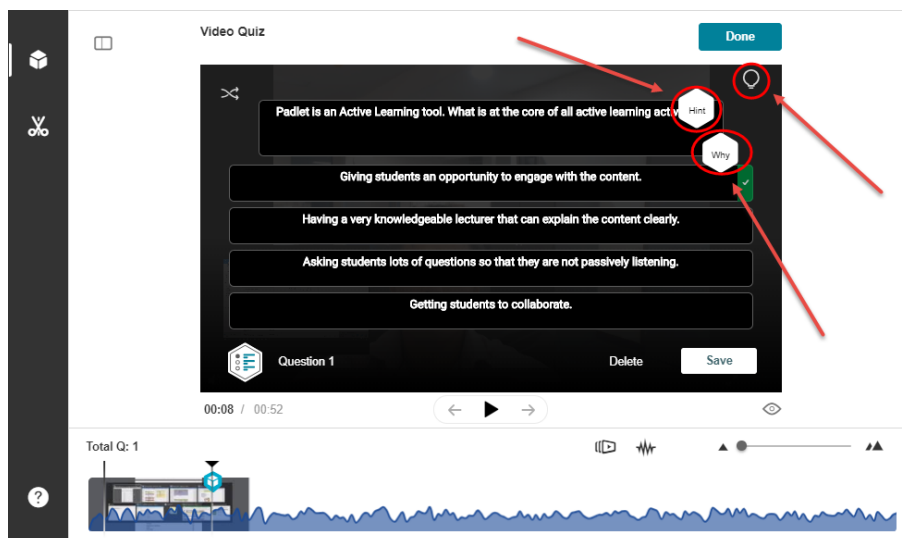 Video Quiz
Done
Padlet is an Active Learning tool. What is at the core of all active learning
Hint
Why
Giving students an opportunity to engage with the content.
Having a very knowledgeable lecturer that can explain the content clearly.
Asking students lots of questions so that they are not passively listening.
Getting students to collaborate.
Question 1
Delete
Save
00:08 / 00:52
Total Q: 1
?